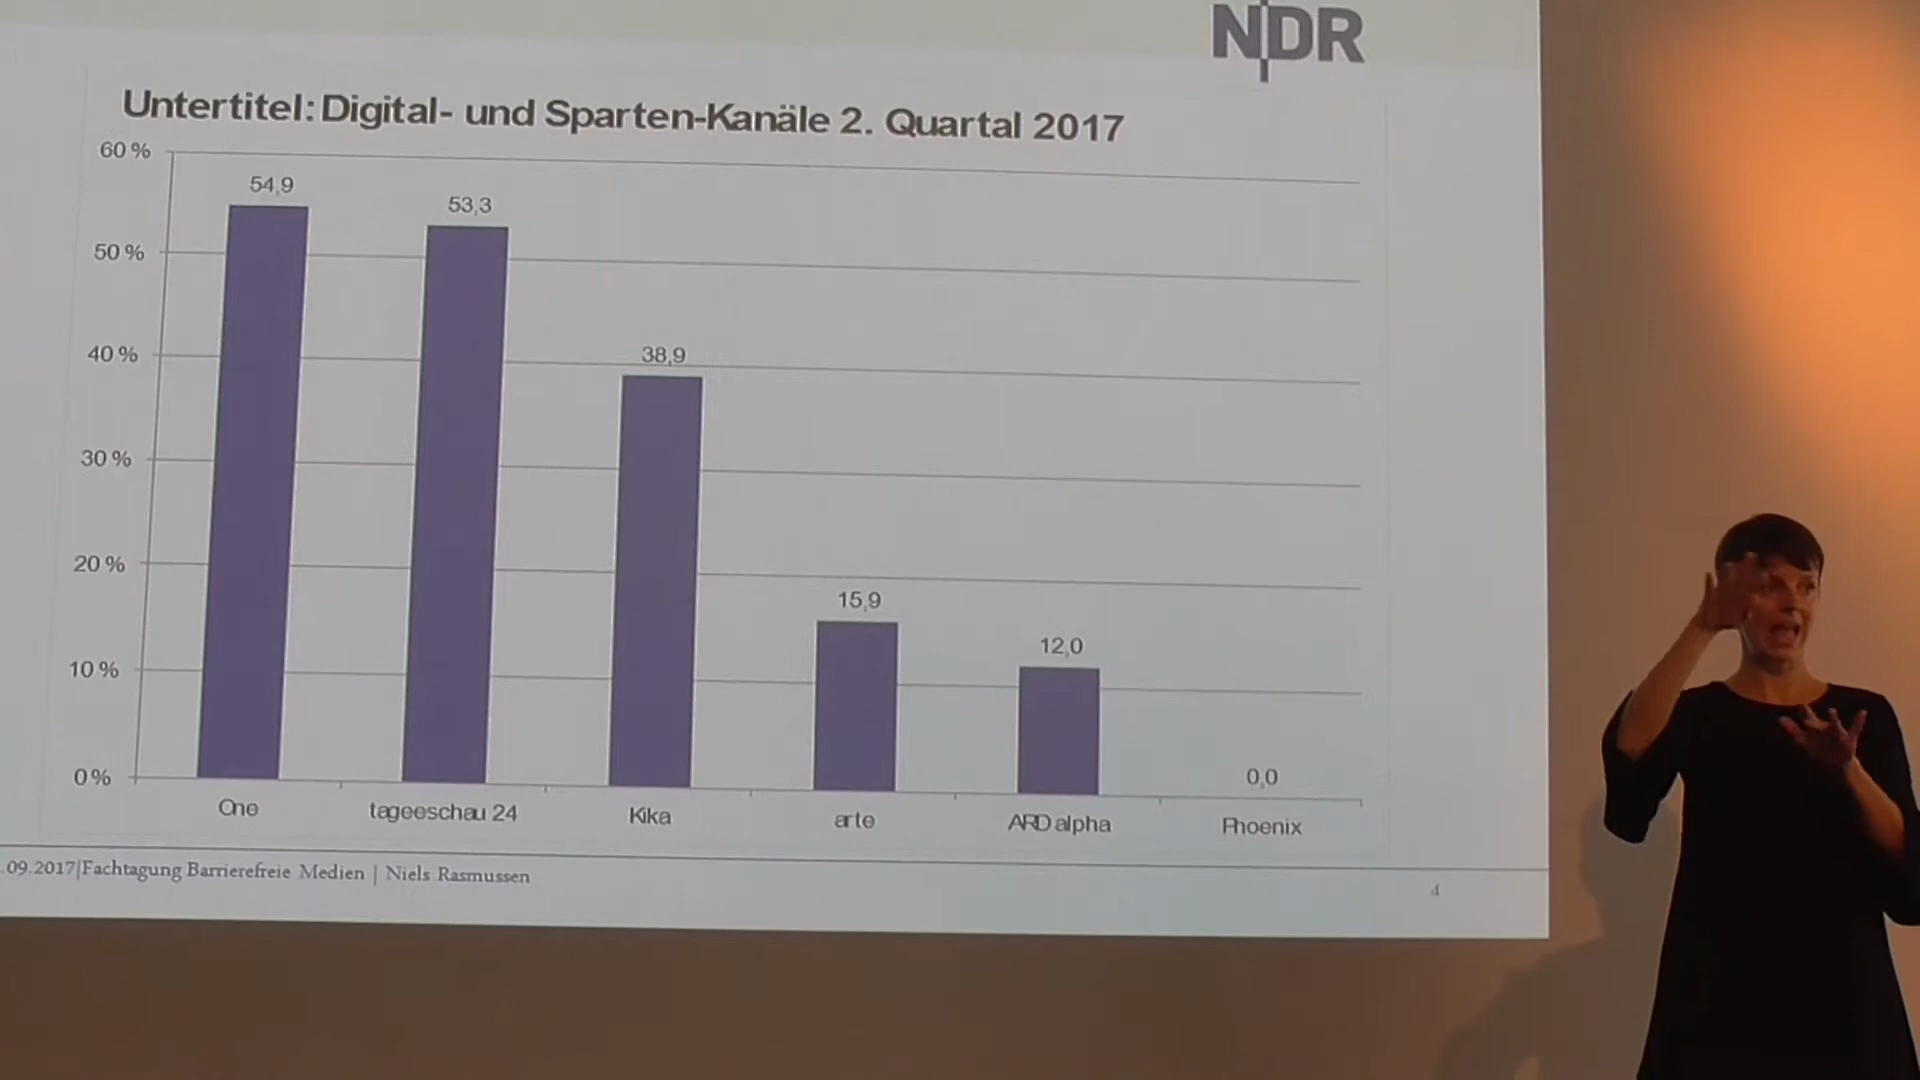 NDR
Untertitel: Digital- und Sparten-Kanäle 2. Quartal 2017
60 %
50 %
40 %
30 %
20 %
10 %
0 %
54,9
53,3
38,9
15,9
12,0
0,0
One
tageeschau 24
Kika
arte
ARD alpha
Phoenix
.09.2017|Fachtagung Barrierefreie Medien | Niels Rasmussen
4